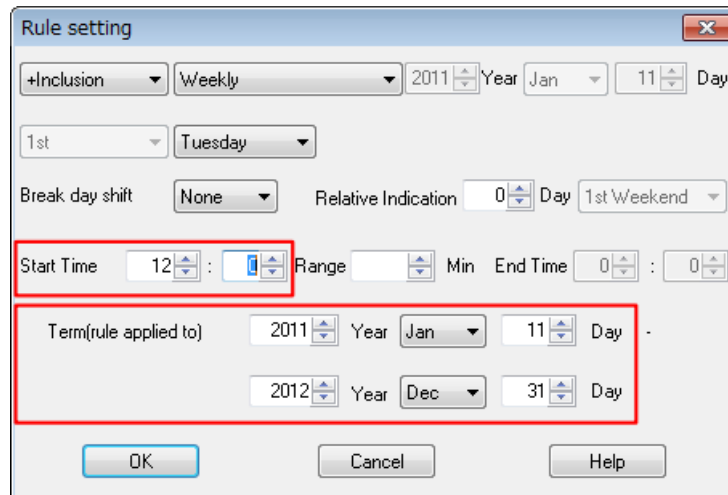 Rule setting
+Inclusion Weekly 2011 Year Jan 11 Day
1st Tuesday
Break day shift None Relative Indication 0 Day 1st Weekend
Start Time 12 : 0 Range Min End Time 0 : 0
Term(rule applied to) 2011 Year Jan 11 Day -
2012 Year Dec 31 Day
OK Cancel Help